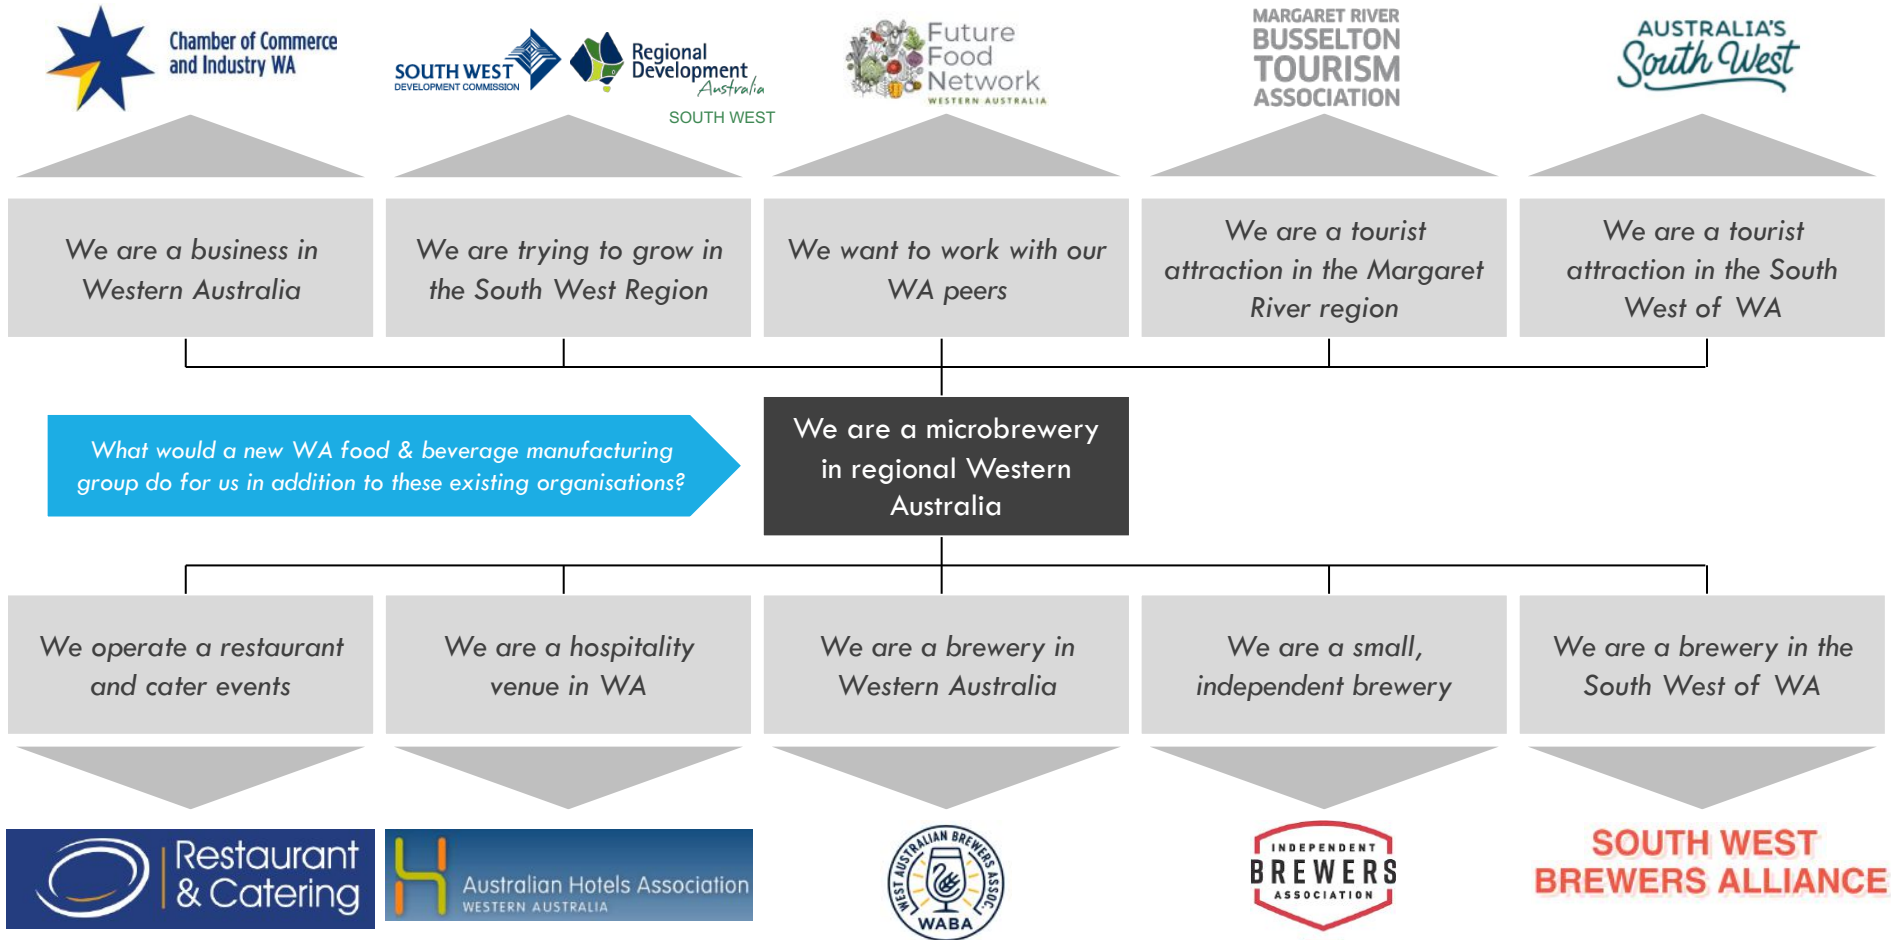 Chamber of Commerce
and Industry WA
SOUTH WEST
DEVELOPMENT COMMISSION
Regional
Development
Australia
SOUTH WEST
Future
Food
Network
WESTERN AUSTRALIA
MARGARET RIVER
BUSSELTON
TOURISM
ASSOCIATION
AUSTRALIA'S
South West
We are a business in
Western Australia
We are trying to grow in
the South West Region
We want to work with our
WA peers
We are a tourist
attraction in the Margaret
River region
We are a tourist
attraction in the South
West of WA
What would a new WA food & beverage manufacturing
group do for us in addition to these existing organisations?
We are a microbrewery
in regional Western
Australia
We operate a restaurant
and cater events
We are a hospitality
venue in WA
We are a brewery in
Western Australia
We are a small,
independent brewery
We are a brewery in the
South West of WA
Restaurant
& Catering
Australian Hotels Association
WESTERN AUSTRALIA
WEST AUSTRALIAN BREWERS ASSOC.
WABA
INDEPENDENT
BREWERS
ASSOCIATION
SOUTH WEST
BREWERS ALLIANCE